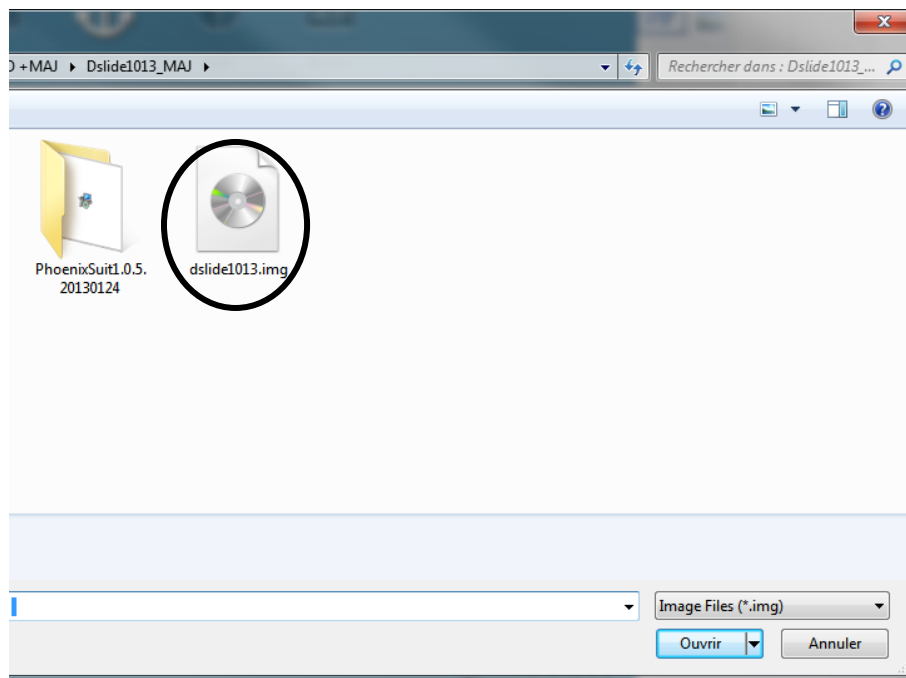 +MAJ ▸ Dslide1013_MAJ ▸
Rechercher dans : Dslide1013_...
PhoenixSuit1.0.5.
20130124
dslide1013.img
Image Files (*.img)
Ouvrir
Annuler